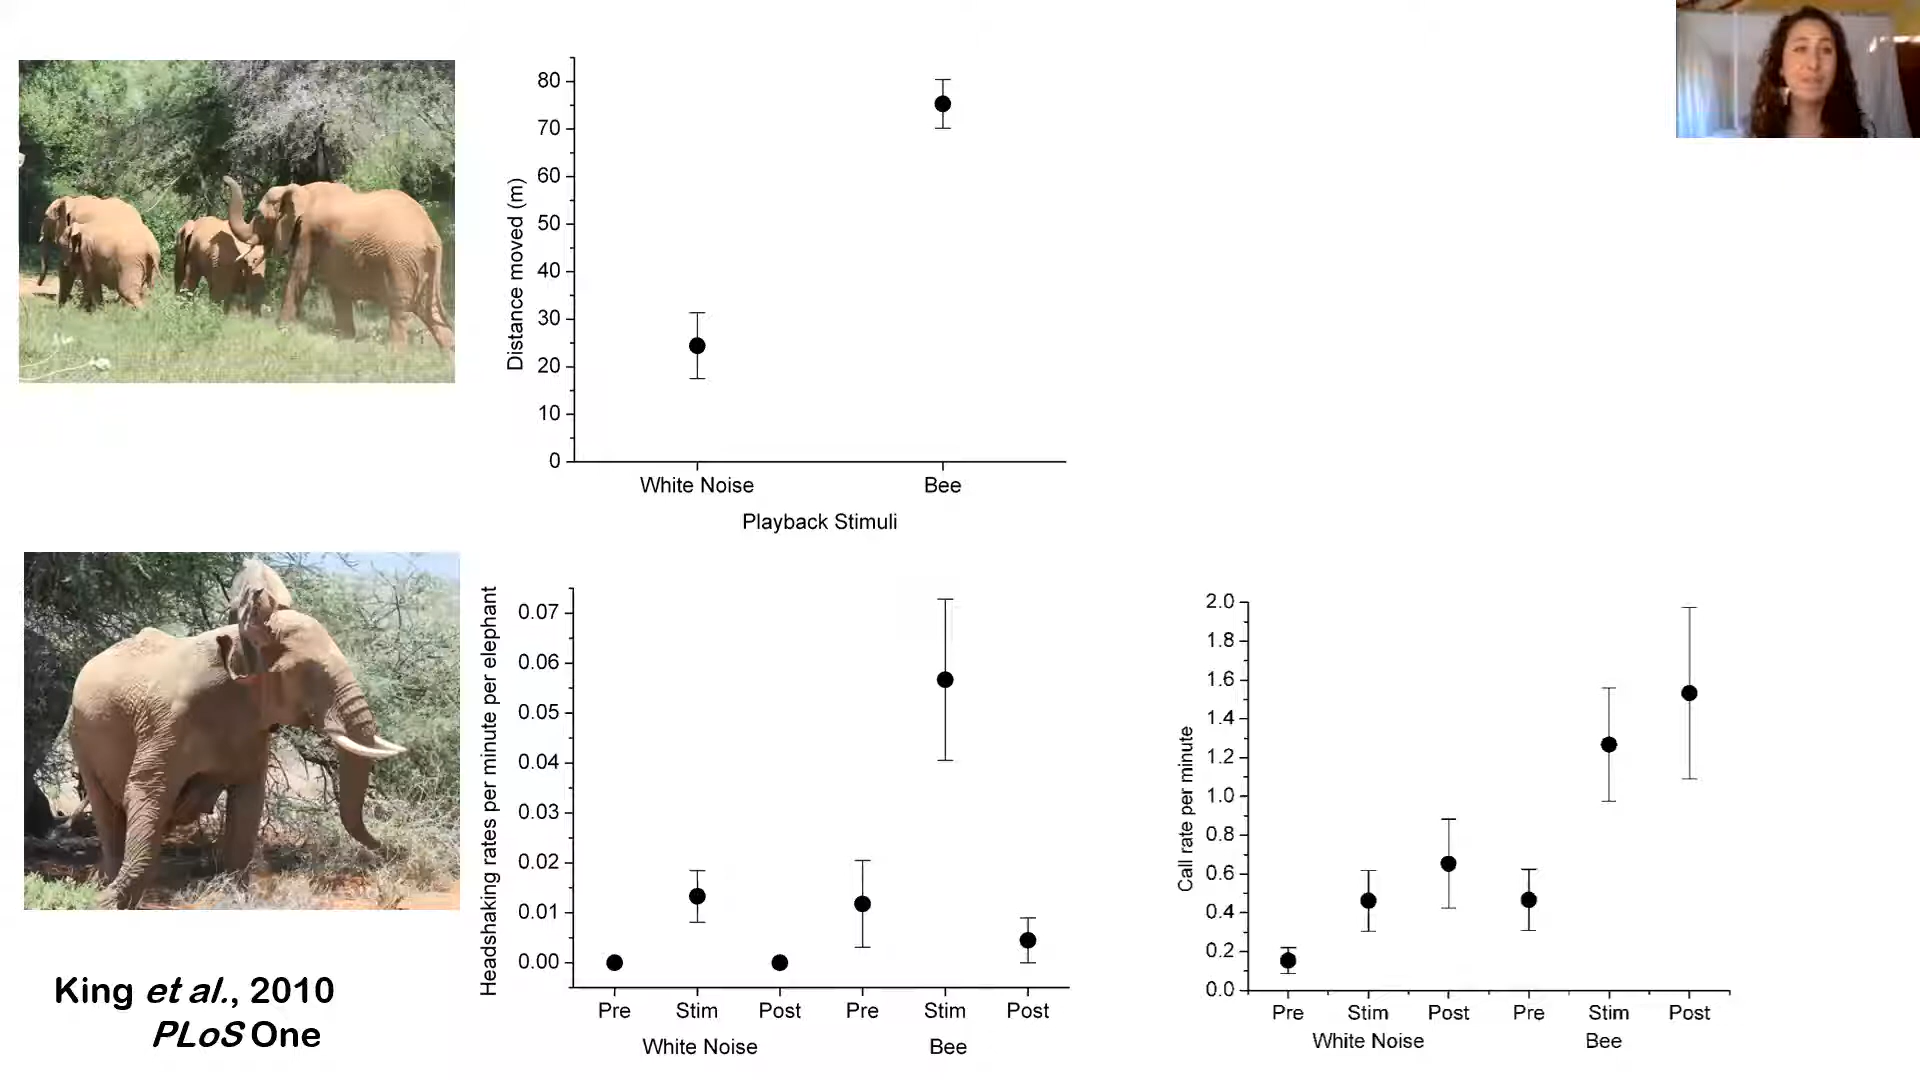 80
70
60
50
40
30
20
10
0
Distance moved (m)
White Noise Bee
Playback Stimuli
0.07
0.06
0.05
0.04
0.03
0.02
0.01
0.00
Headshaking rates per minute per elephant
Pre Stim Post Pre Stim Post
White Noise Bee
2.0
1.8
1.6
1.4
1.2
1.0
0.8
0.6
0.4
0.2
0.0
Call rate per minute
Pre Stim Post Pre Stim Post
White Noise Bee
King et al., 2010
PLoS One